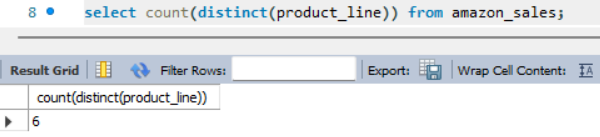 8 select count(distinct(product_line)) from amazon_sales;
Result Grid Filter Rows: Export: Wrap Cell Content:
count(distinct(product_line))
6